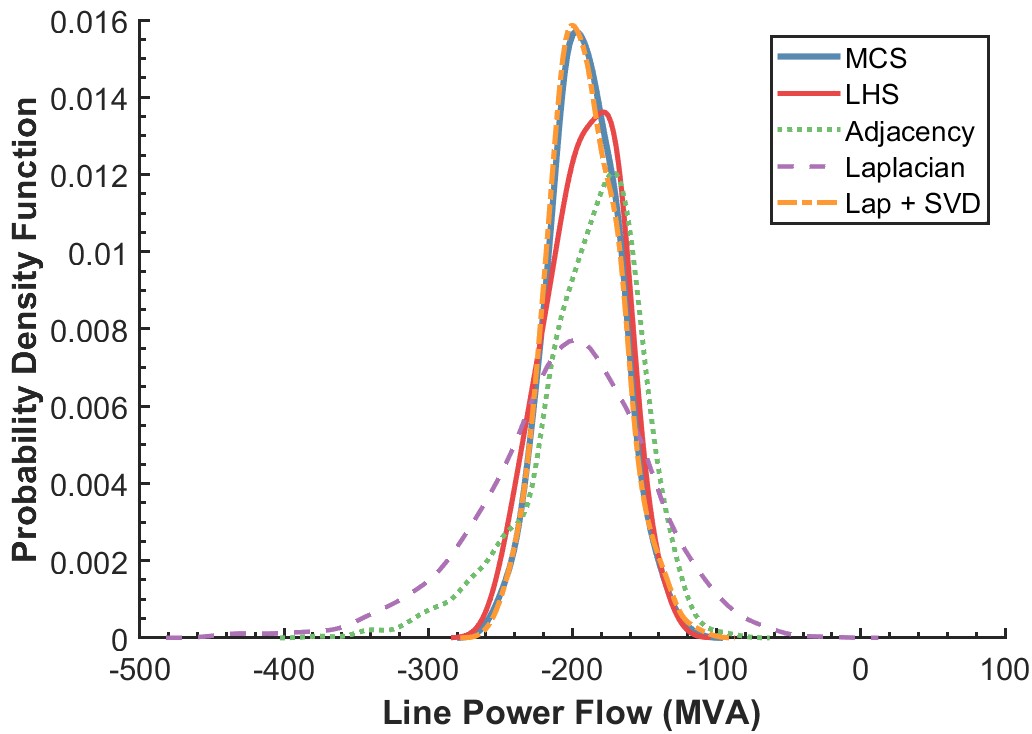 Probability Density Function
0.016
0.014
0.012
0.01
0.008
0.006
0.004
0.002
0
-500 -400 -300 -200 -100 0 100
Line Power Flow (MVA)
MCS
LHS
Adjacency
Laplacian
Lap + SVD